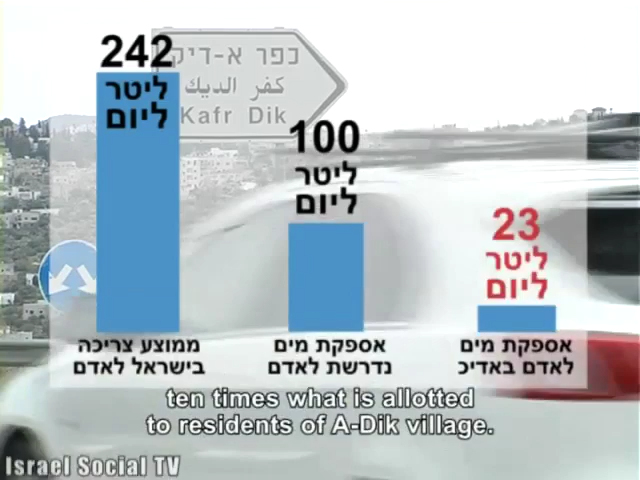 כפר א-דיק
كفر الديك
Kafr Dik
242
ליטר
ליום
100
ליטר
ליום
23
ליטר
ליום
ממוצע צריכה
בישראל לאדם
אספקת מים
נדרשת לאדם
אספקת מים
לאדם באדיכ
ten times what is allotted
to residents of A-Dik village.
Israel Social TV